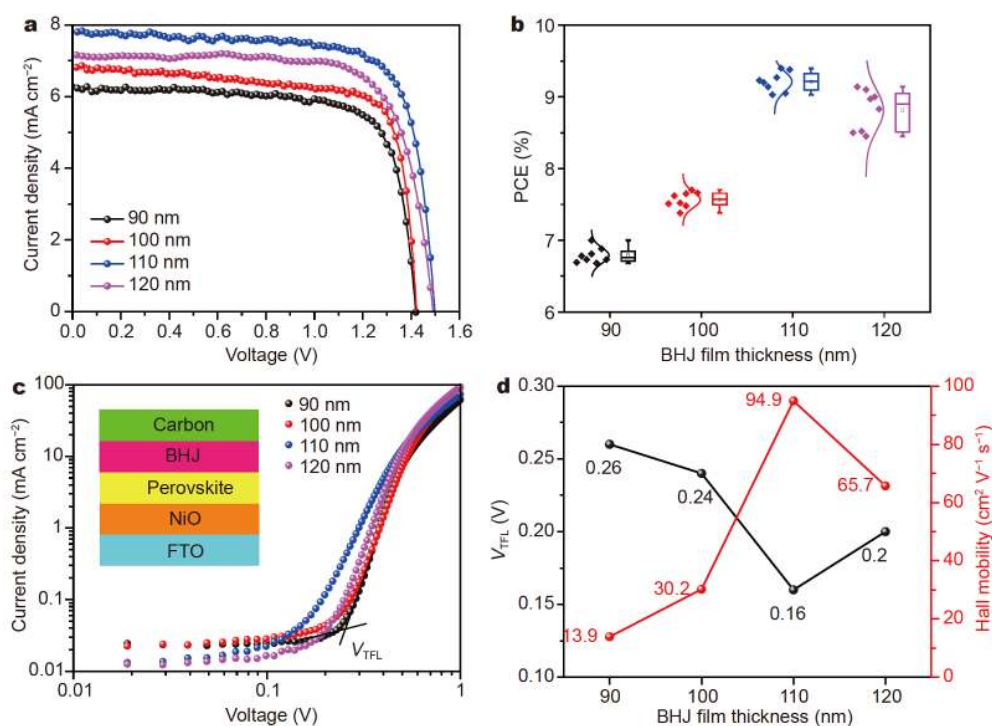 a
8
6
4
2
0
Current density (mA cm⁻²)
90 nm
100 nm
110 nm
120 nm
0.0 0.2 0.4 0.6 0.8 1.0 1.2 1.4 1.6
Voltage (V)
b
10
9
8
7
6
PCE (%)
90 100 110 120
BHJ film thickness (nm)
c
100
10
1
0.1
0.01
Current density (mA cm⁻²)
Carbon
BHJ
Perovskite
NiO
FTO
90 nm
100 nm
110 nm
120 nm
V_TFL
0.01 0.1 1
Voltage (V)
d
0.30
0.25
0.20
0.15
0.10
V_TFL (V)
0.26
0.24
0.16
0.2
13.9
30.2
94.9
65.7
100
80
60
40
20
0
Hall mobility (cm² V⁻¹ s⁻¹)
90 100 110 120
BHJ film thickness (nm)